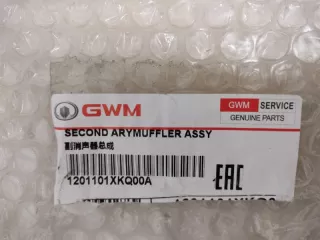 GWM
GWM SERVICE
GENUINE PARTS
SECOND ARYMUFFLER ASSY
副消声器总成
1201101XKQ00A
EAC